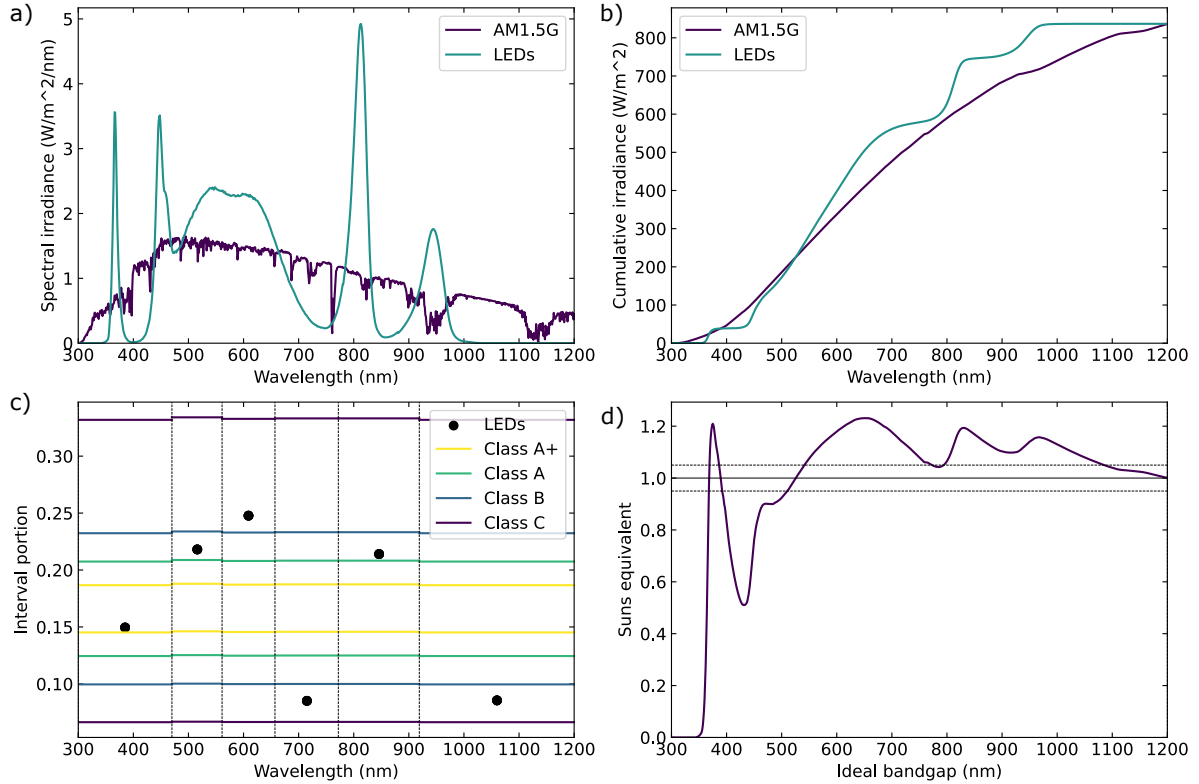 a)
5
4
3
2
1
0
Spectral irradiance (W/m^2/nm)
AM1.5G
LEDs
300 400 500 600 700 800 900 1000 1100 1200
Wavelength (nm)
b)
800
700
600
500
400
300
200
100
0
Cumulative irradiance (W/m^2)
AM1.5G
LEDs
300 400 500 600 700 800 900 1000 1100 1200
Wavelength (nm)
c)
0.30
0.25
0.20
0.15
0.10
Interval portion
LEDs
Class A+
Class A
Class B
Class C
300 400 500 600 700 800 900 1000 1100 1200
Wavelength (nm)
d)
1.2
1.0
0.8
0.6
0.4
0.2
0.0
Suns equivalent
300 400 500 600 700 800 900 1000 1100 1200
Ideal bandgap (nm)